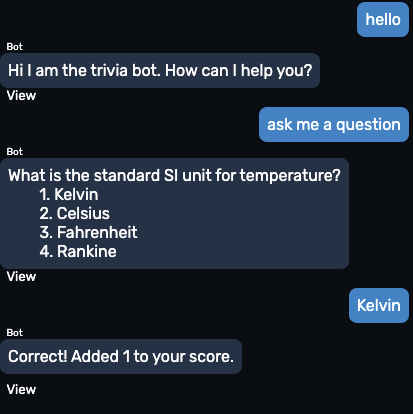 hello
Bot
Hi I am the trivia bot. How can I help you?
View
ask me a question
Bot
What is the standard SI unit for temperature?
1. Kelvin
2. Celsius
3. Fahrenheit
4. Rankine
View
Kelvin
Bot
Correct! Added 1 to your score.
View